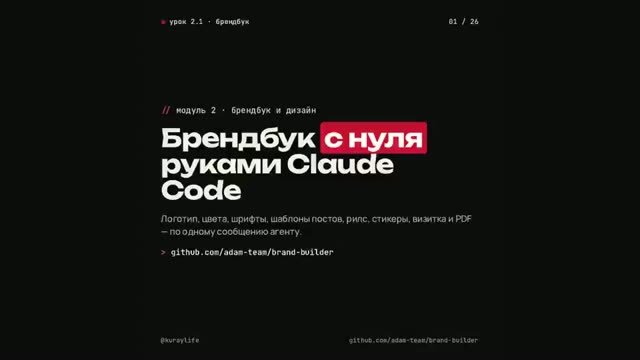 урок 2.1 · брендбук
01 / 26
// модуль 2 · брендбук и дизайн
Брендбук с нуля
руками Claude
Code
Логотип, цвета, шрифты, шаблоны постов, рилс, стикеры, визитка и PDF
— по одному сообщению агенту.
> github.com/adam-team/brand-builder
@kuraylife
github.com/adam-team/brand-builder